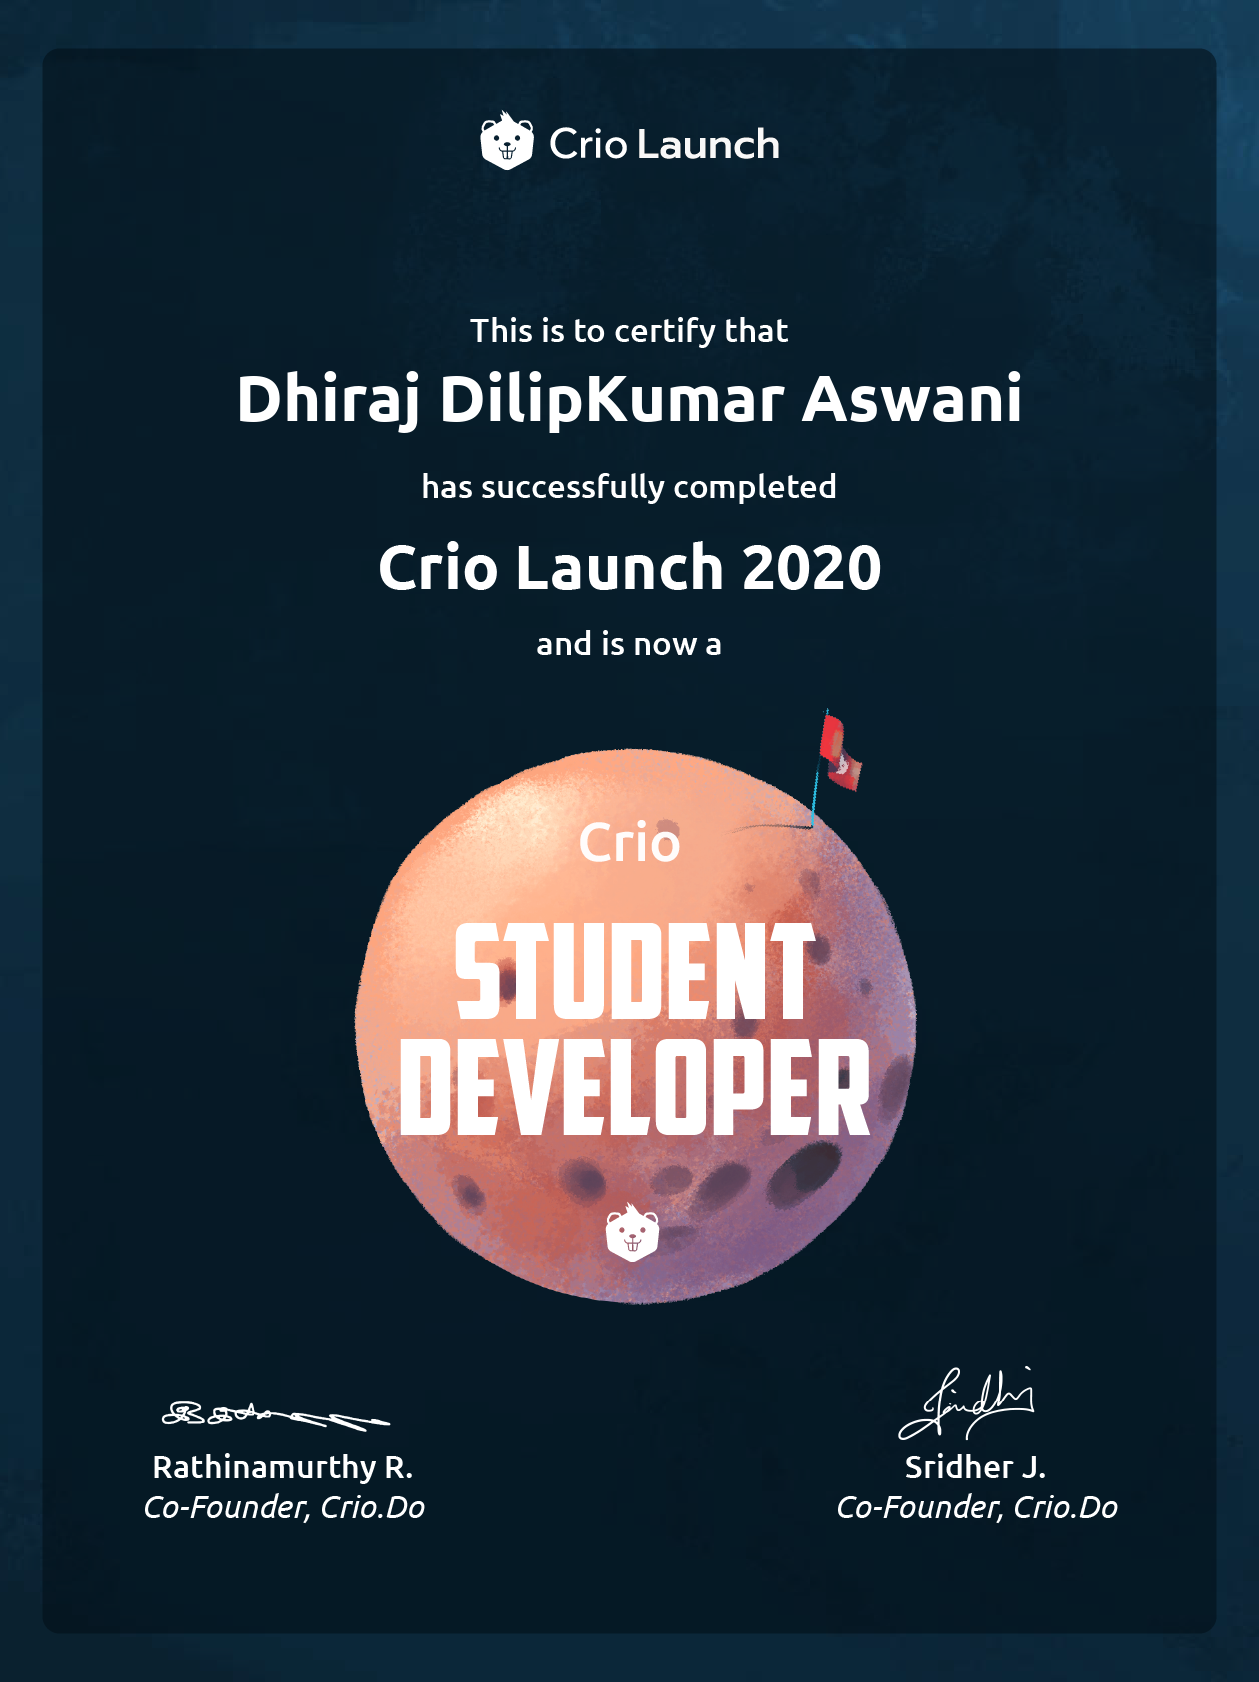 Crio Launch
This is to certify that
Dhiraj DilipKumar Aswani
has successfully completed
Crio Launch 2020
and is now a
Crio
STUDENT
DEVELOPER
Rathinamurthy R.
Co-Founder, Crio.Do
Sridher J.
Co-Founder, Crio.Do